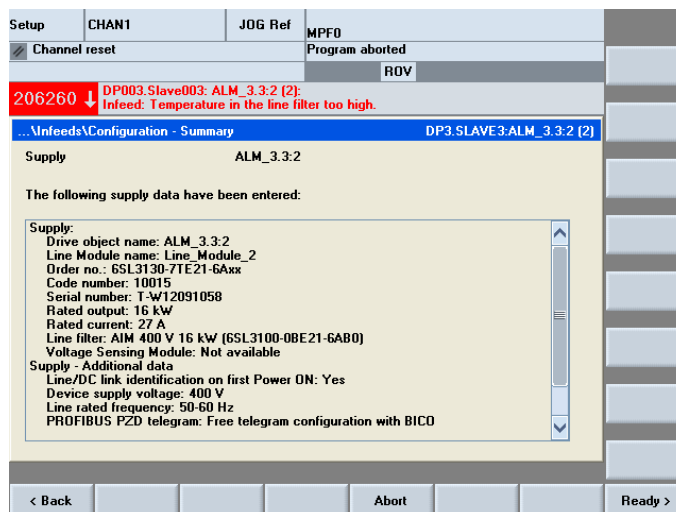 Setup CHAN1 JOG Ref MPF0
Channel reset Program aborted
ROV
206260 ↓ DP003.Slave003: ALM_3.3:2 (2):
Infeed: Temperature in the line filter too high.
...\Infeeds\Configuration - Summary DP3.SLAVE3:ALM_3.3:2 (2)
Supply ALM_3.3:2
The following supply data have been entered:
Supply:
Drive object name: ALM_3.3:2
Line Module name: Line_Module_2
Order no.: 6SL3130-7TE21-6Axx
Code number: 10015
Serial number: T-W12091058
Rated output: 16 kW
Rated current: 27 A
Line filter: AIM 400 V 16 kW (6SL3100-0BE21-6AB0)
Voltage Sensing Module: Not available
Supply - Additional data
Line/DC link identification on first Power ON: Yes
Device supply voltage: 400 V
Line rated frequency: 50-60 Hz
PROFIBUS PZD telegram: Free telegram configuration with BICO
< Back Abort Ready >